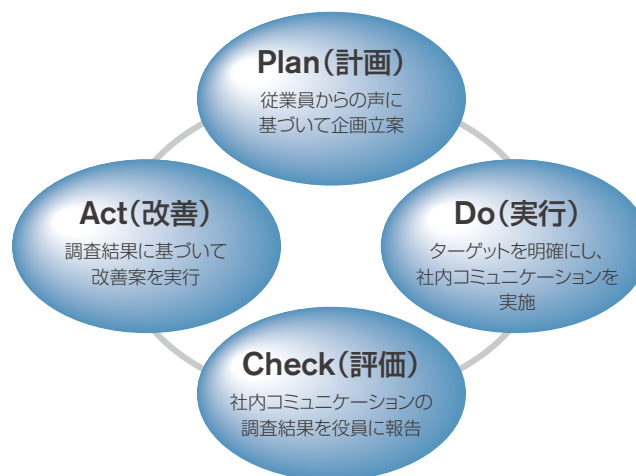 Plan(計画)
従業員からの声に
基づいて企画立案
Act(改善)
調査結果に基づいて
改善案を実行
Do(実行)
ターゲットを明確にし、
社内コミュニケーションを
実施
Check(評価)
社内コミュニケーションの
調査結果を役員に報告